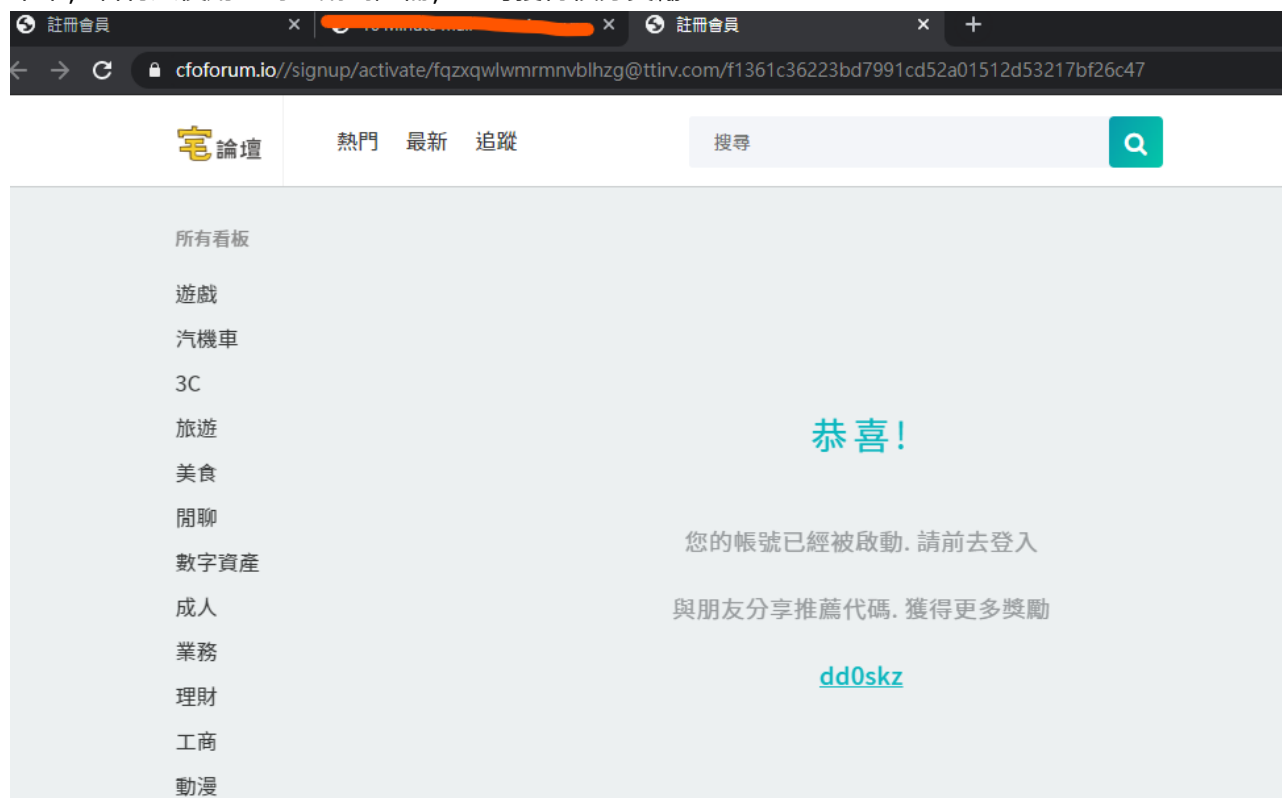 註冊會員
註冊會員
cfoforum.io//signup/activate/fqzxqwlwmrmnvblhzg@ttirv.com/f1361c36223bd7991cd52a01512d53217bf26c47
宅論壇 熱門 最新 追蹤 搜尋
所有看板
遊戲
汽機車
3C
旅遊
美食
閒聊
數字資產
成人
業務
理財
工商
動漫
恭喜!
您的帳號已經被啟動. 請前去登入
與朋友分享推薦代碼. 獲得更多獎勵
dd0skz